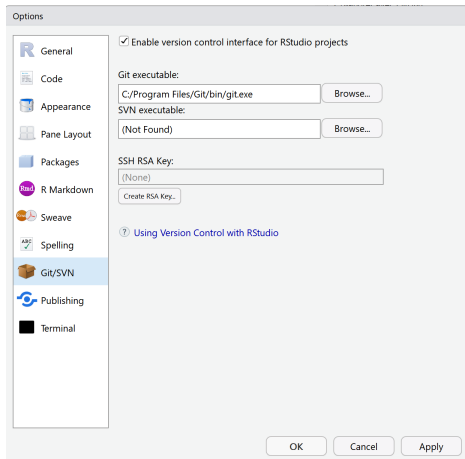 Options
R General
Code
Appearance
Pane Layout
Packages
Rmd R Markdown
Sweave
ABC Spelling
Git/SVN
Publishing
Terminal
Enable version control interface for RStudio projects
Git executable:
C:/Program Files/Git/bin/git.exe Browse...
SVN executable:
(Not Found) Browse...
SSH RSA Key:
(None)
Create RSA Key...
? Using Version Control with RStudio
OK Cancel Apply